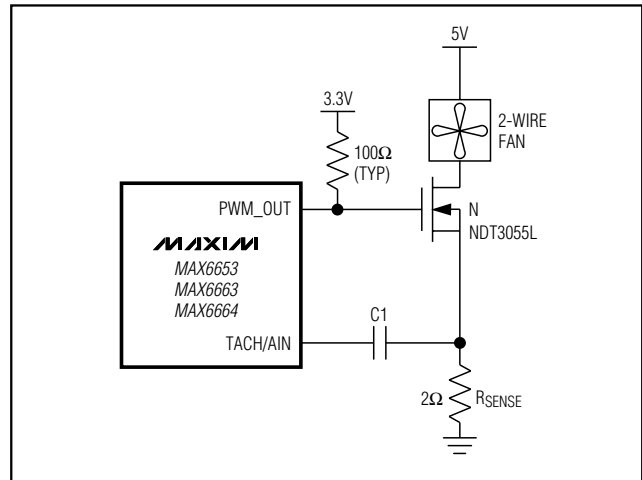 5V
3.3V
2-WIRE
FAN
100Ω
(TYP)
PWM_OUT
N
NDT3055L
MAXIM
MAX6653
MAX6663
MAX6664
C1
TACH/AIN
2Ω
RSENSE